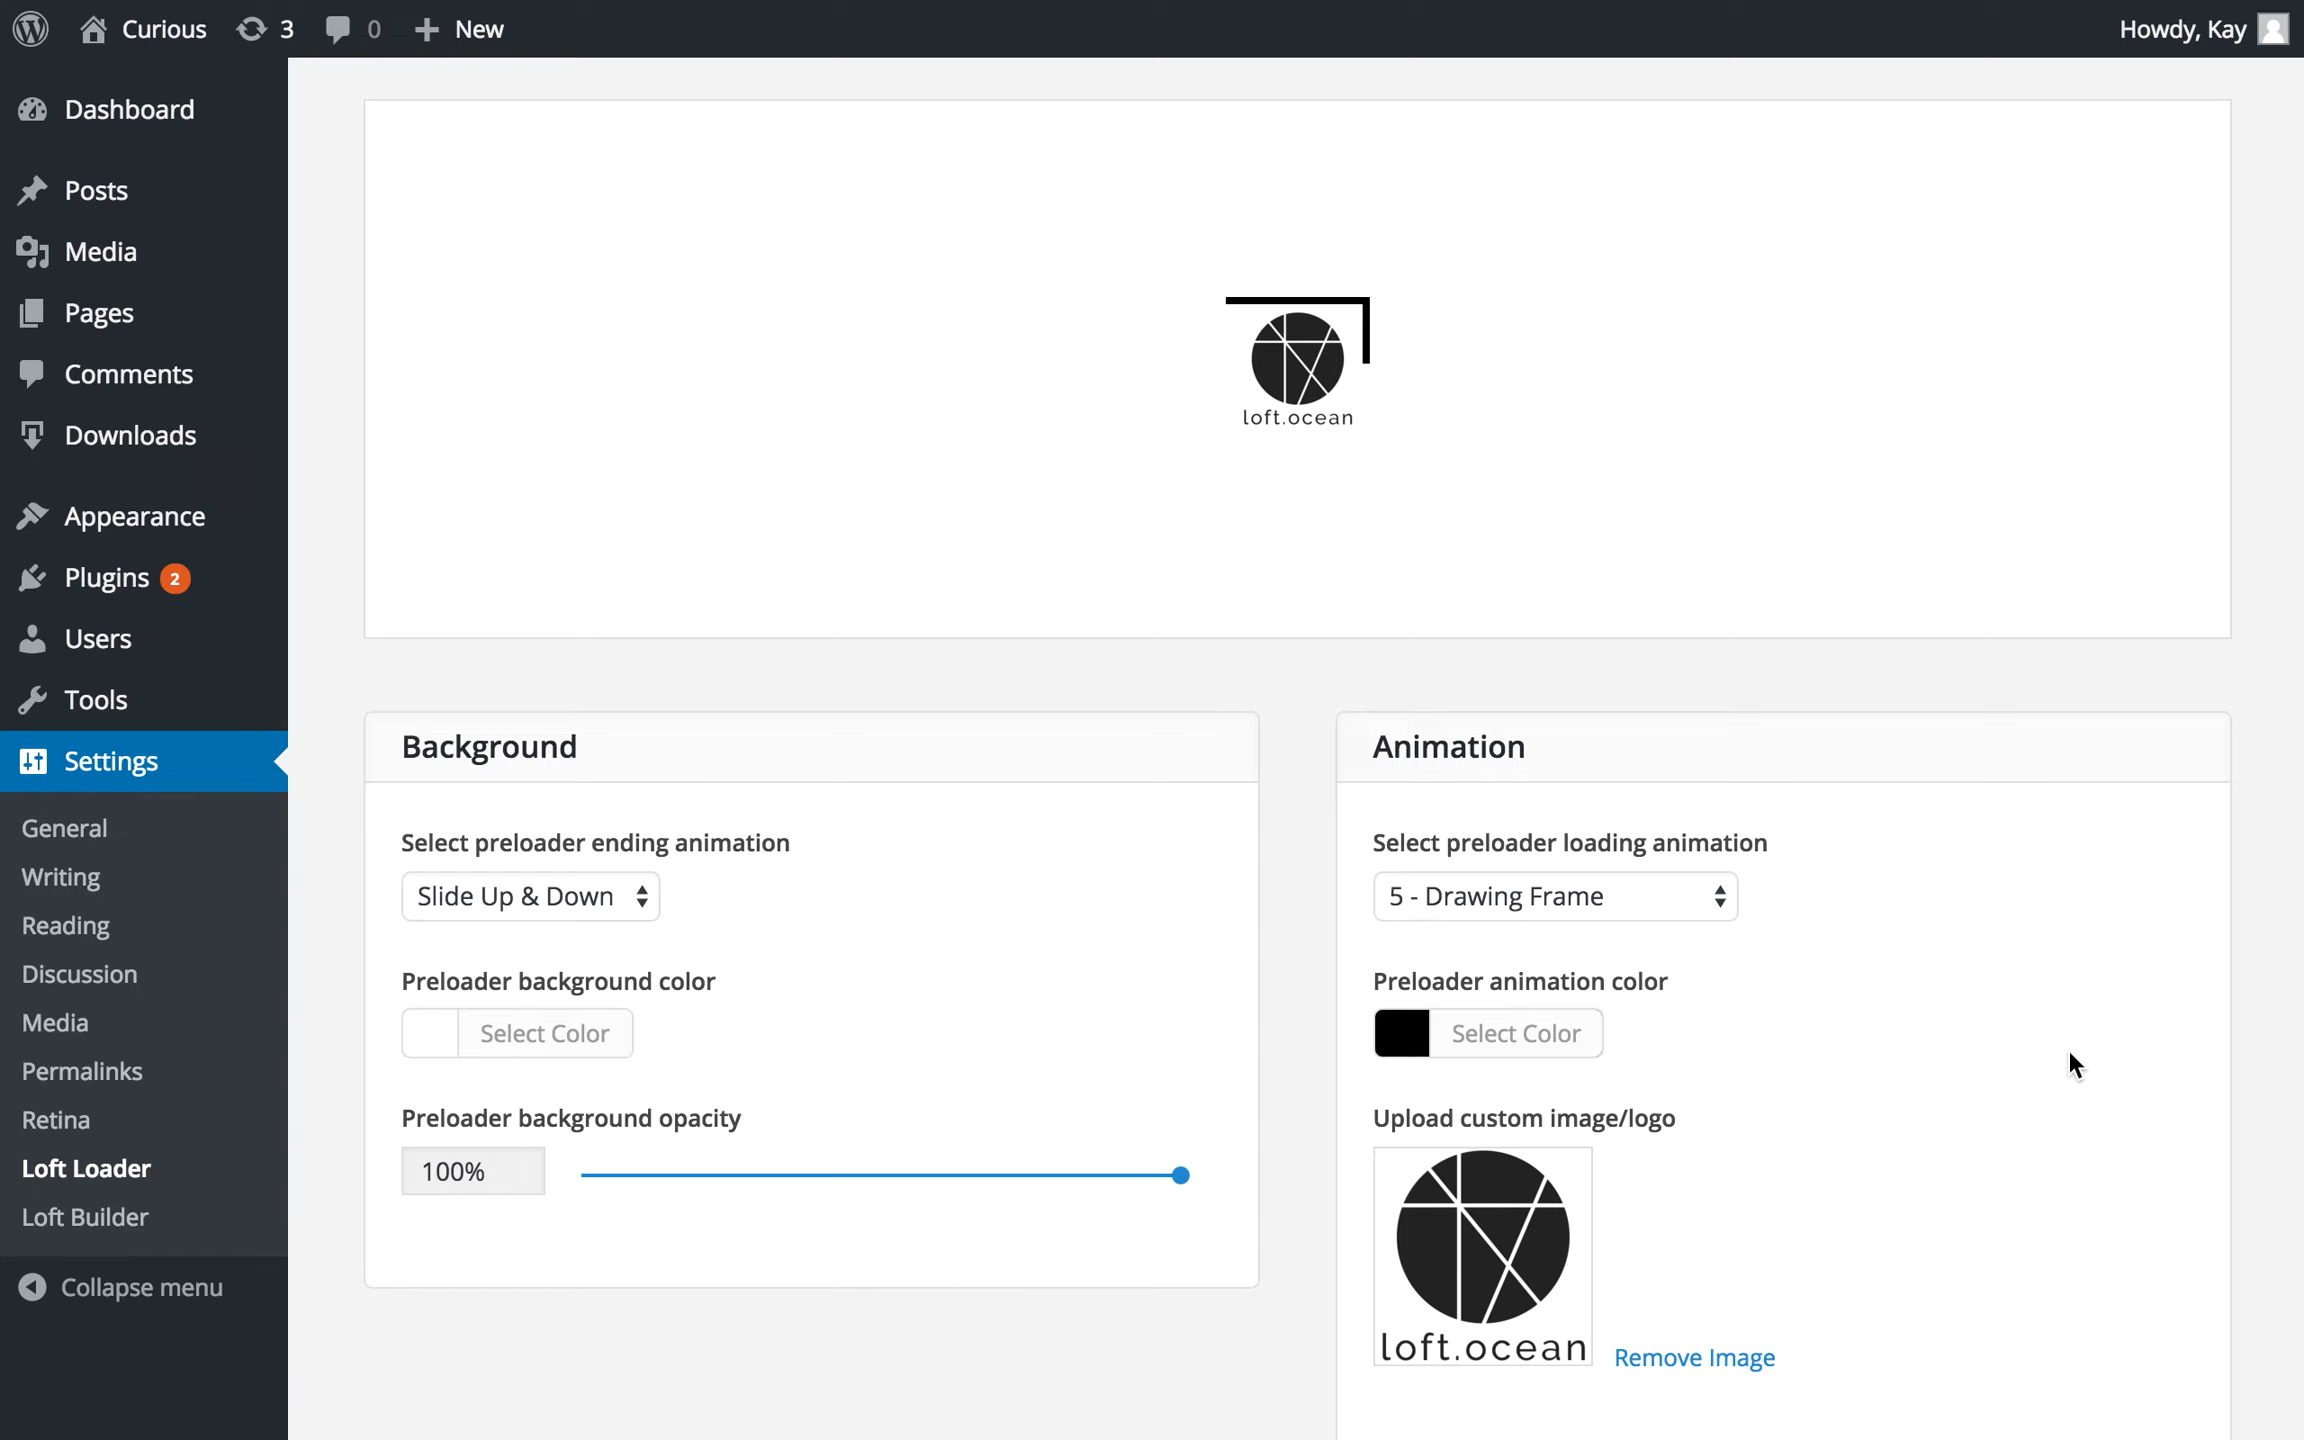 Curious
3
0
New
Howdy, Kay
Dashboard
Posts
Media
Pages
Comments
Downloads
Appearance
Plugins 2
Users
Tools
Settings
General
Writing
Reading
Discussion
Media
Permalinks
Retina
Loft Loader
Loft Builder
Collapse menu
loft.ocean
Background
Select preloader ending animation
Slide Up & Down
Preloader background color
Select Color
Preloader background opacity
100%
Animation
Select preloader loading animation
5 - Drawing Frame
Preloader animation color
Select Color
Upload custom image/logo
loft.ocean
Remove Image